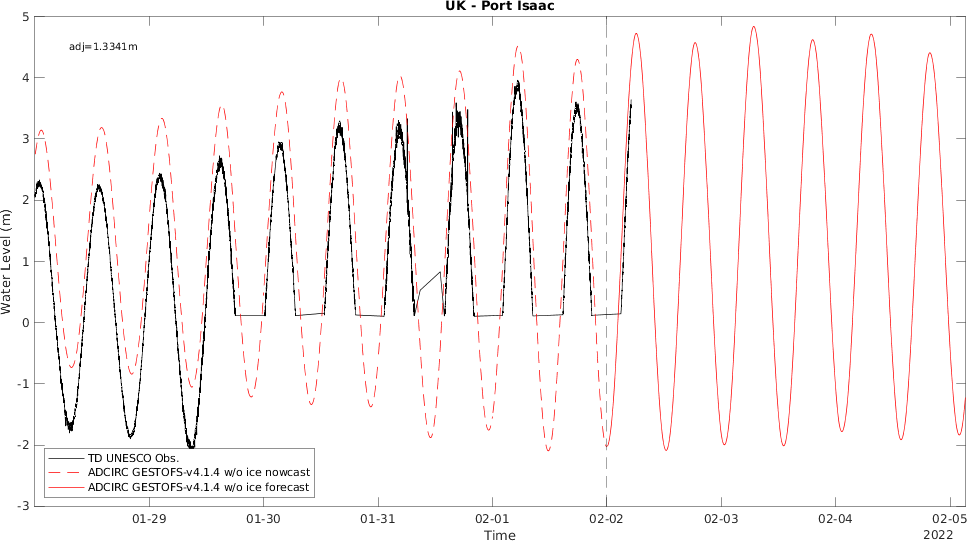 UK - Port Isaac
adj=1.3341m
5
4
3
2
1
0
-1
-2
-3
Water Level (m)
TD UNESCO Obs.
ADCIRC GESTOFS-v4.1.4 w/o ice nowcast
ADCIRC GESTOFS-v4.1.4 w/o ice forecast
01-29 01-30 01-31 02-01 02-02 02-03 02-04 02-05
2022
Time